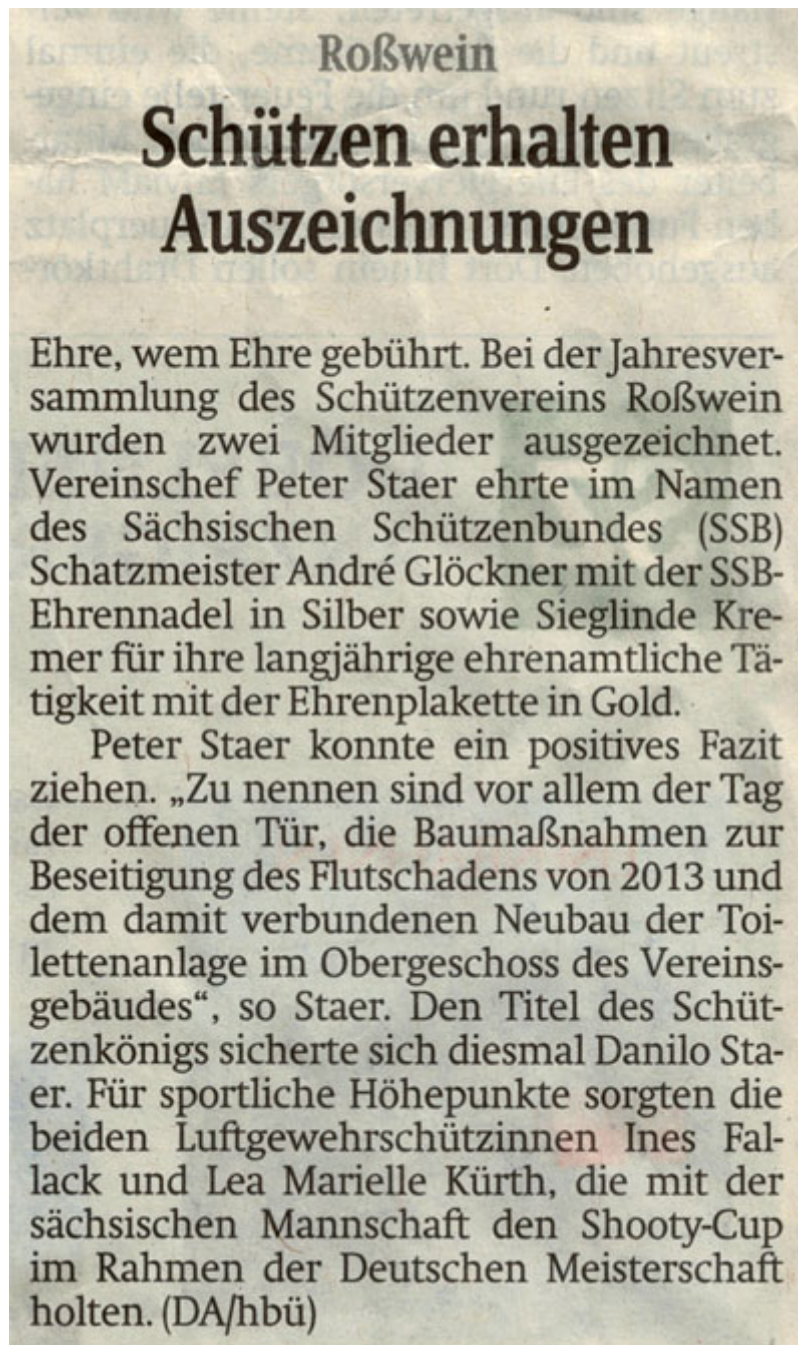 Roßwein
Schützen erhalten
Auszeichnungen
Ehre, wem Ehre gebührt. Bei der Jahresver-
sammlung des Schützenvereins Roßwein
wurden zwei Mitglieder ausgezeichnet.
Vereinschef Peter Staer ehrte im Namen
des Sächsischen Schützenbundes (SSB)
Schatzmeister André Glöckner mit der SSB-
Ehrennadel in Silber sowie Sieglinde Kre-
mer für ihre langjährige ehrenamtliche Tä-
tigkeit mit der Ehrenplakette in Gold.
Peter Staer konnte ein positives Fazit
ziehen. „Zu nennen sind vor allem der Tag
der offenen Tür, die Baumaßnahmen zur
Beseitigung des Flutschadens von 2013 und
dem damit verbundenen Neubau der Toi-
lettenanlage im Obergeschoss des Vereins-
gebäudes“, so Staer. Den Titel des Schüt-
zenkönigs sicherte sich diesmal Danilo Sta-
er. Für sportliche Höhepunkte sorgten die
beiden Luftgewehrschützinnen Ines Fal-
lack und Lea Marielle Kürth, die mit der
sächsischen Mannschaft den Shooty-Cup
im Rahmen der Deutschen Meisterschaft
holten. (DA/hbü)